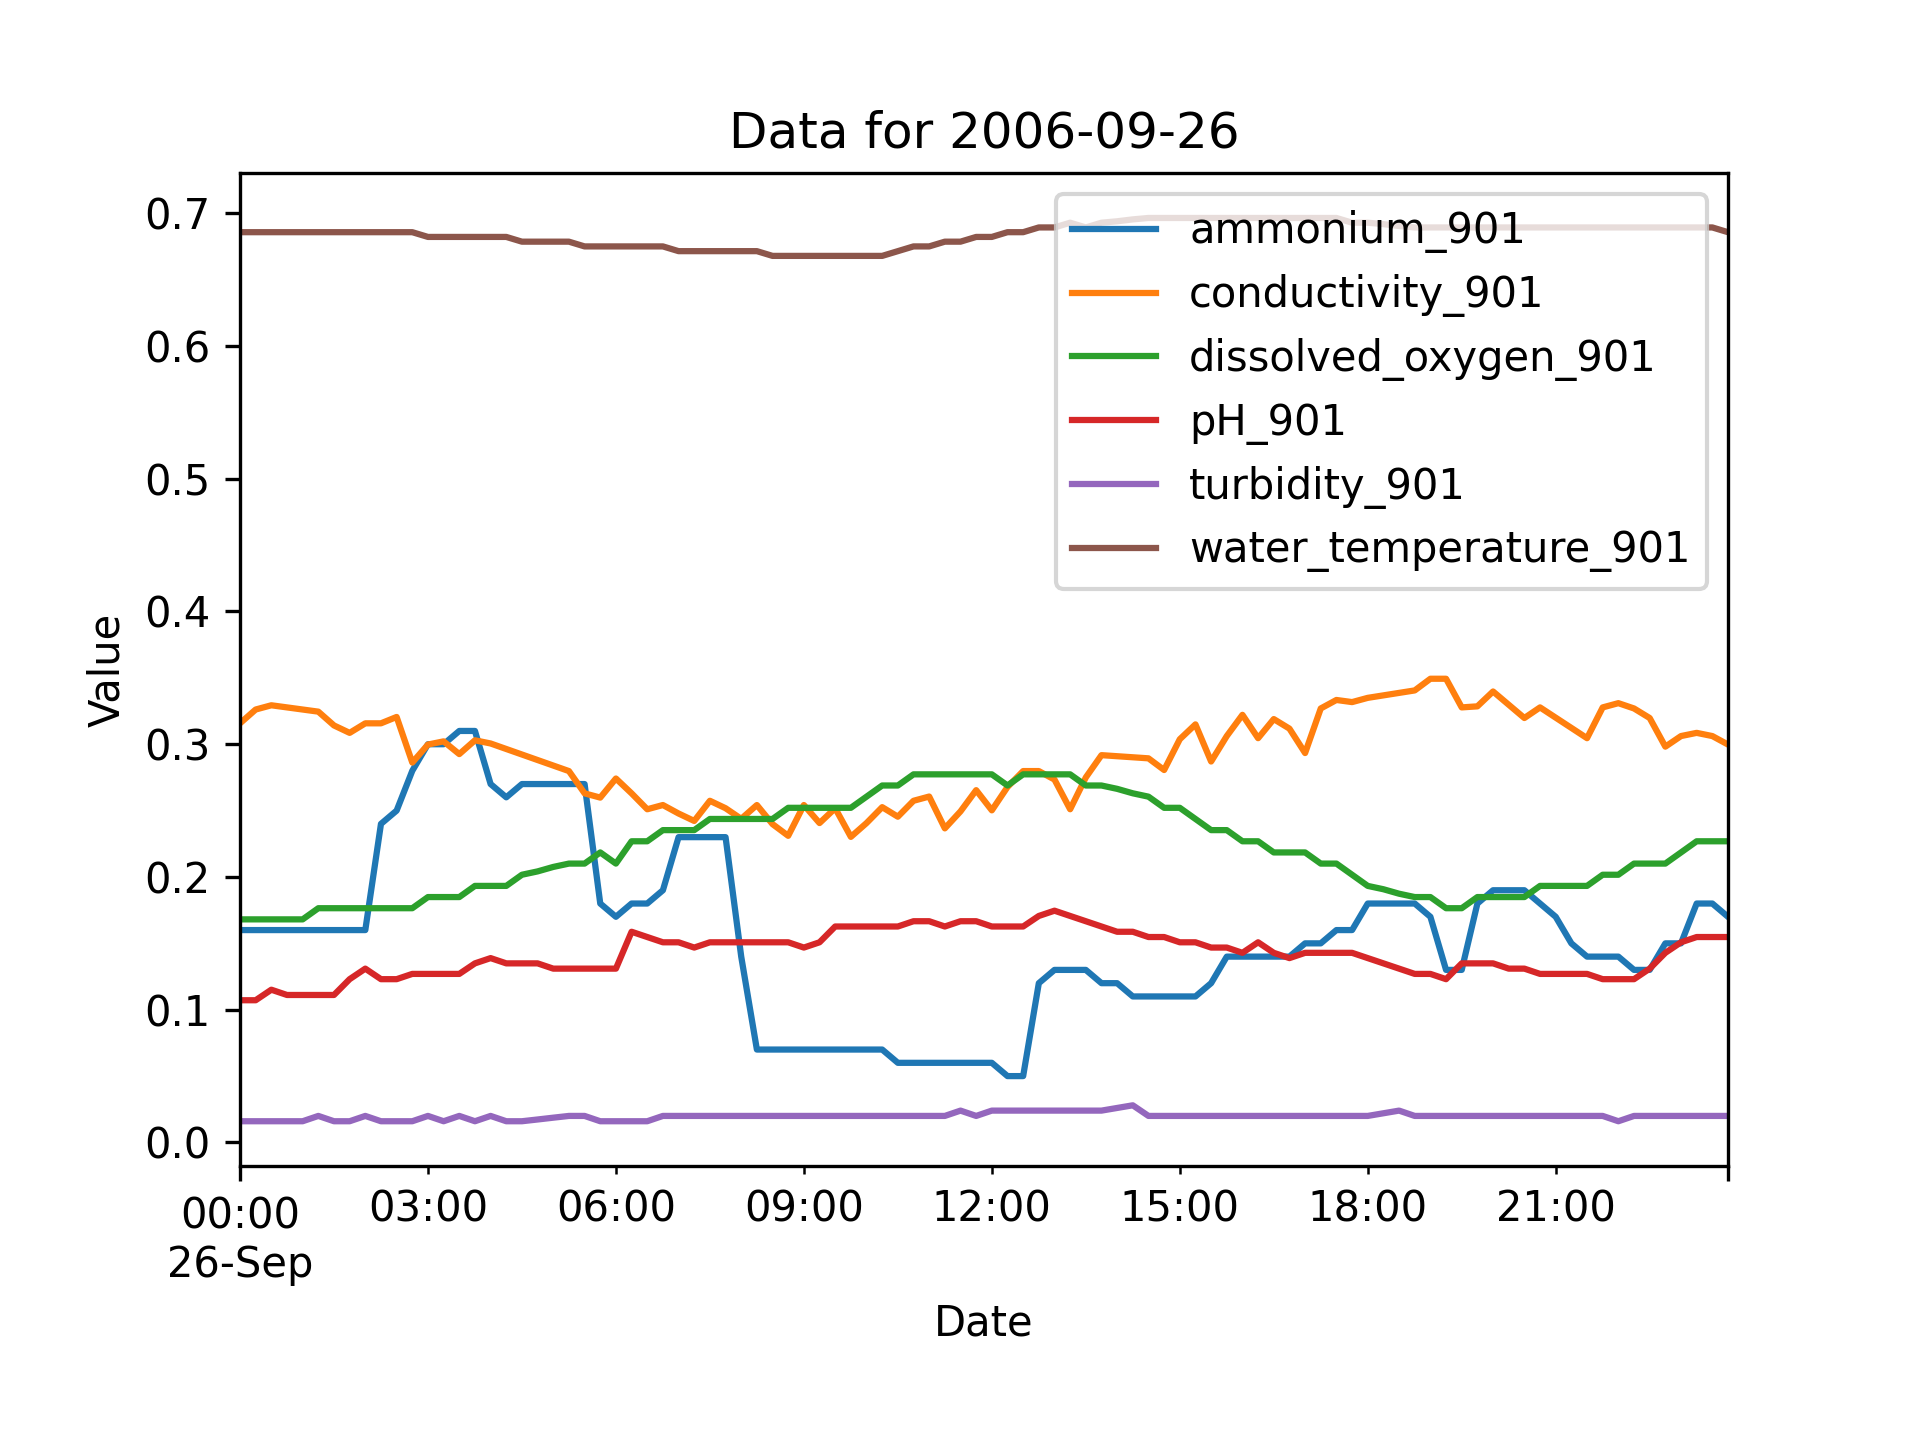 Data for 2006-09-26
0.7
0.6
0.5
0.4
0.3
0.2
0.1
0.0
Value
ammonium_901
conductivity_901
dissolved_oxygen_901
pH_901
turbidity_901
water_temperature_901
00:00 03:00 06:00 09:00 12:00 15:00 18:00 21:00
26-Sep
Date